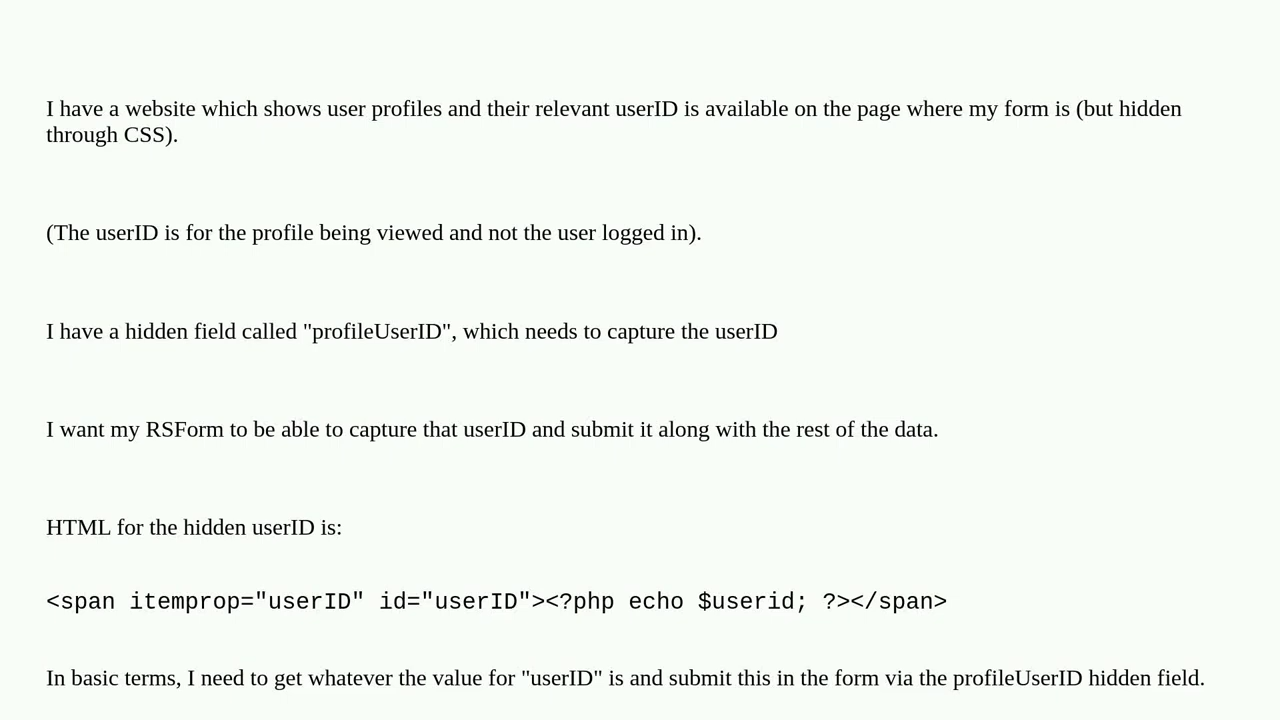 I have a website which shows user profiles and their relevant userID is available on the page where my form is (but hidden
through CSS).
(The userID is for the profile being viewed and not the user logged in).
I have a hidden field called "profileUserID", which needs to capture the userID
I want my RSForm to be able to capture that userID and submit it along with the rest of the data.
HTML for the hidden userID is:
<span itemprop="userID" id="userID"><?php echo $userid; ?></span>
In basic terms, I need to get whatever the value for "userID" is and submit this in the form via the profileUserID hidden field.